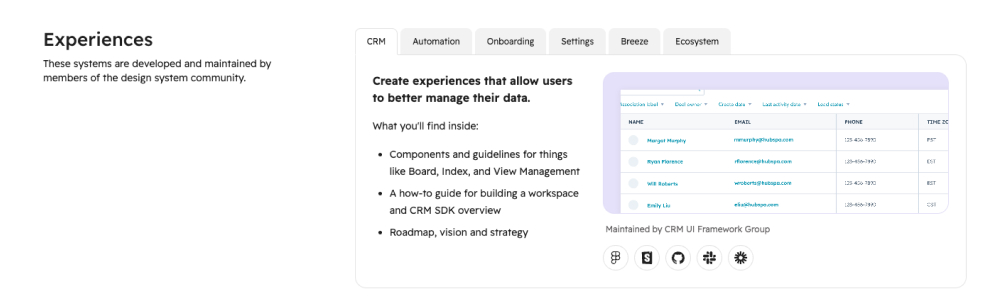 Experiences
These systems are developed and maintained by
members of the design system community.
CRM
Automation
Onboarding
Settings
Breeze
Ecosystem
Create experiences that allow users
to better manage their data.
What you'll find inside:
• Components and guidelines for things
like Board, Index, and View Management
• A how-to guide for building a workspace
and CRM SDK overview
• Roadmap, vision and strategy
Association label Deal owner Create date Last activity date Lead status
NAME EMAIL PHONE TIME ZO
Margot Murphy mmurphy@hubspo.com 123-456-7890 PST
Ryan Florence rflorence@hubspo.com 123-456-7890 EST
Will Roberts wroberts@hubspo.com 123-456-7890 EST
Emily Liu eliu@hubspo.com 123-456-7890 CST
Maintained by CRM UI Framework Group